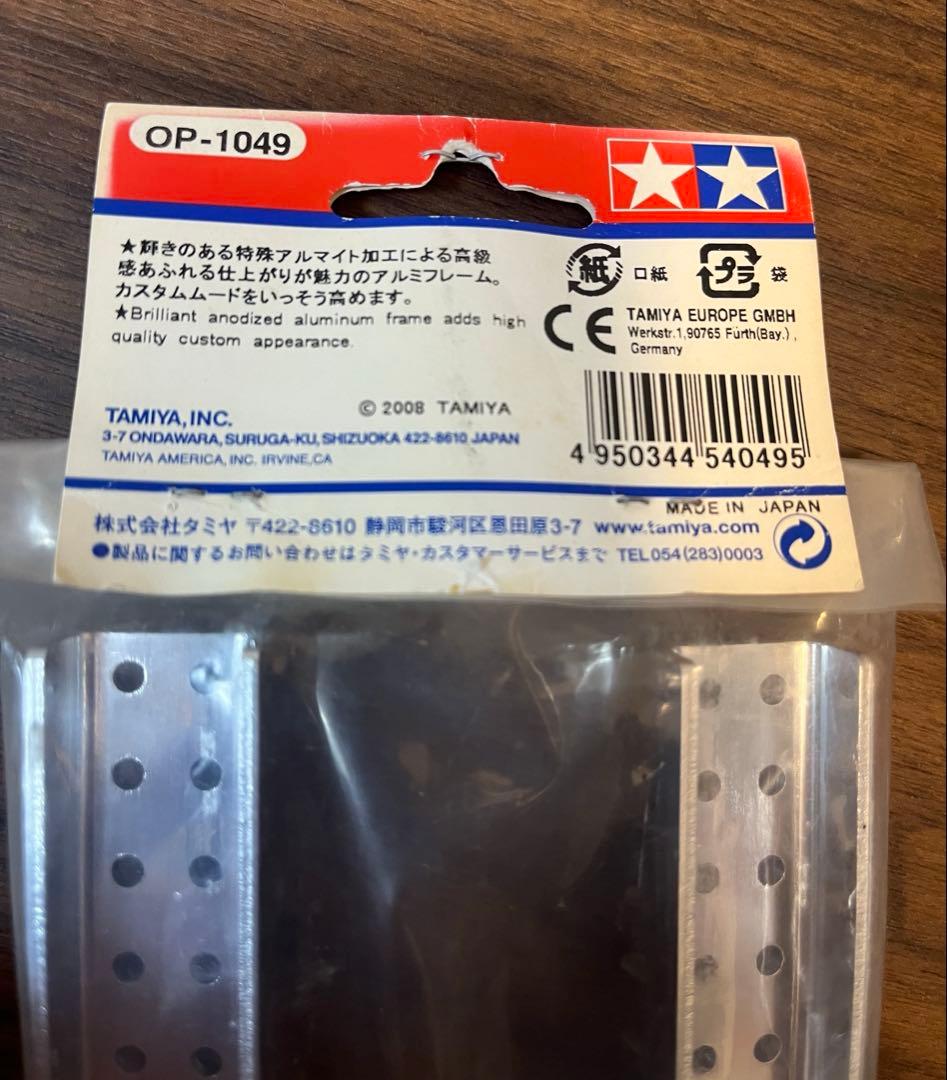 OP-1049
★輝きのある特殊アルマイト加工による高級
感あふれる仕上がりが魅力のアルミフレーム。
カスタムムードをいっそう高めます。
★Brilliant anodized aluminum frame adds high
quality custom appearance.
紙 口紙 プラ 袋
CE
TAMIYA EUROPE GMBH
Werkstr.1,90765 Fürth(Bay.),
Germany
© 2008 TAMIYA
TAMIYA, INC.
3-7 ONDAWARA, SURUGA-KU, SHIZUOKA 422-8610 JAPAN
TAMIYA AMERICA, INC. IRVINE, CA
4 950344 540495
MADE IN JAPAN
株式会社タミヤ 〒422-8610 静岡市駿河区恩田原3-7 www.tamiya.com
●製品に関するお問い合わせはタミヤ・カスタマーサービスまで TEL054(283)0003